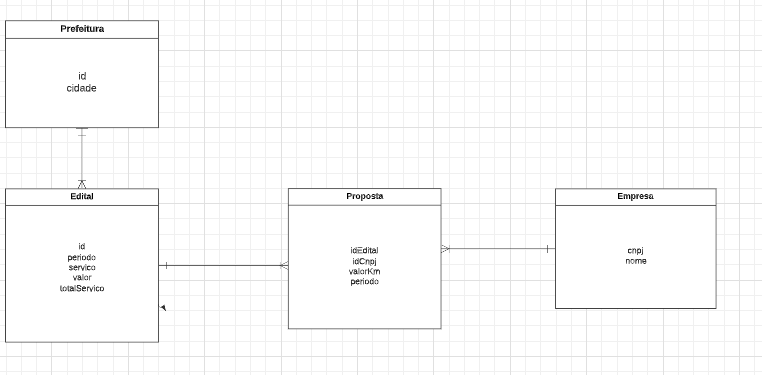 Prefeitura
id
cidade
Edital
id
periodo
servico
valor
totalServico
Proposta
idEdital
idCnpj
valorKm
periodo
Empresa
cnpj
nome